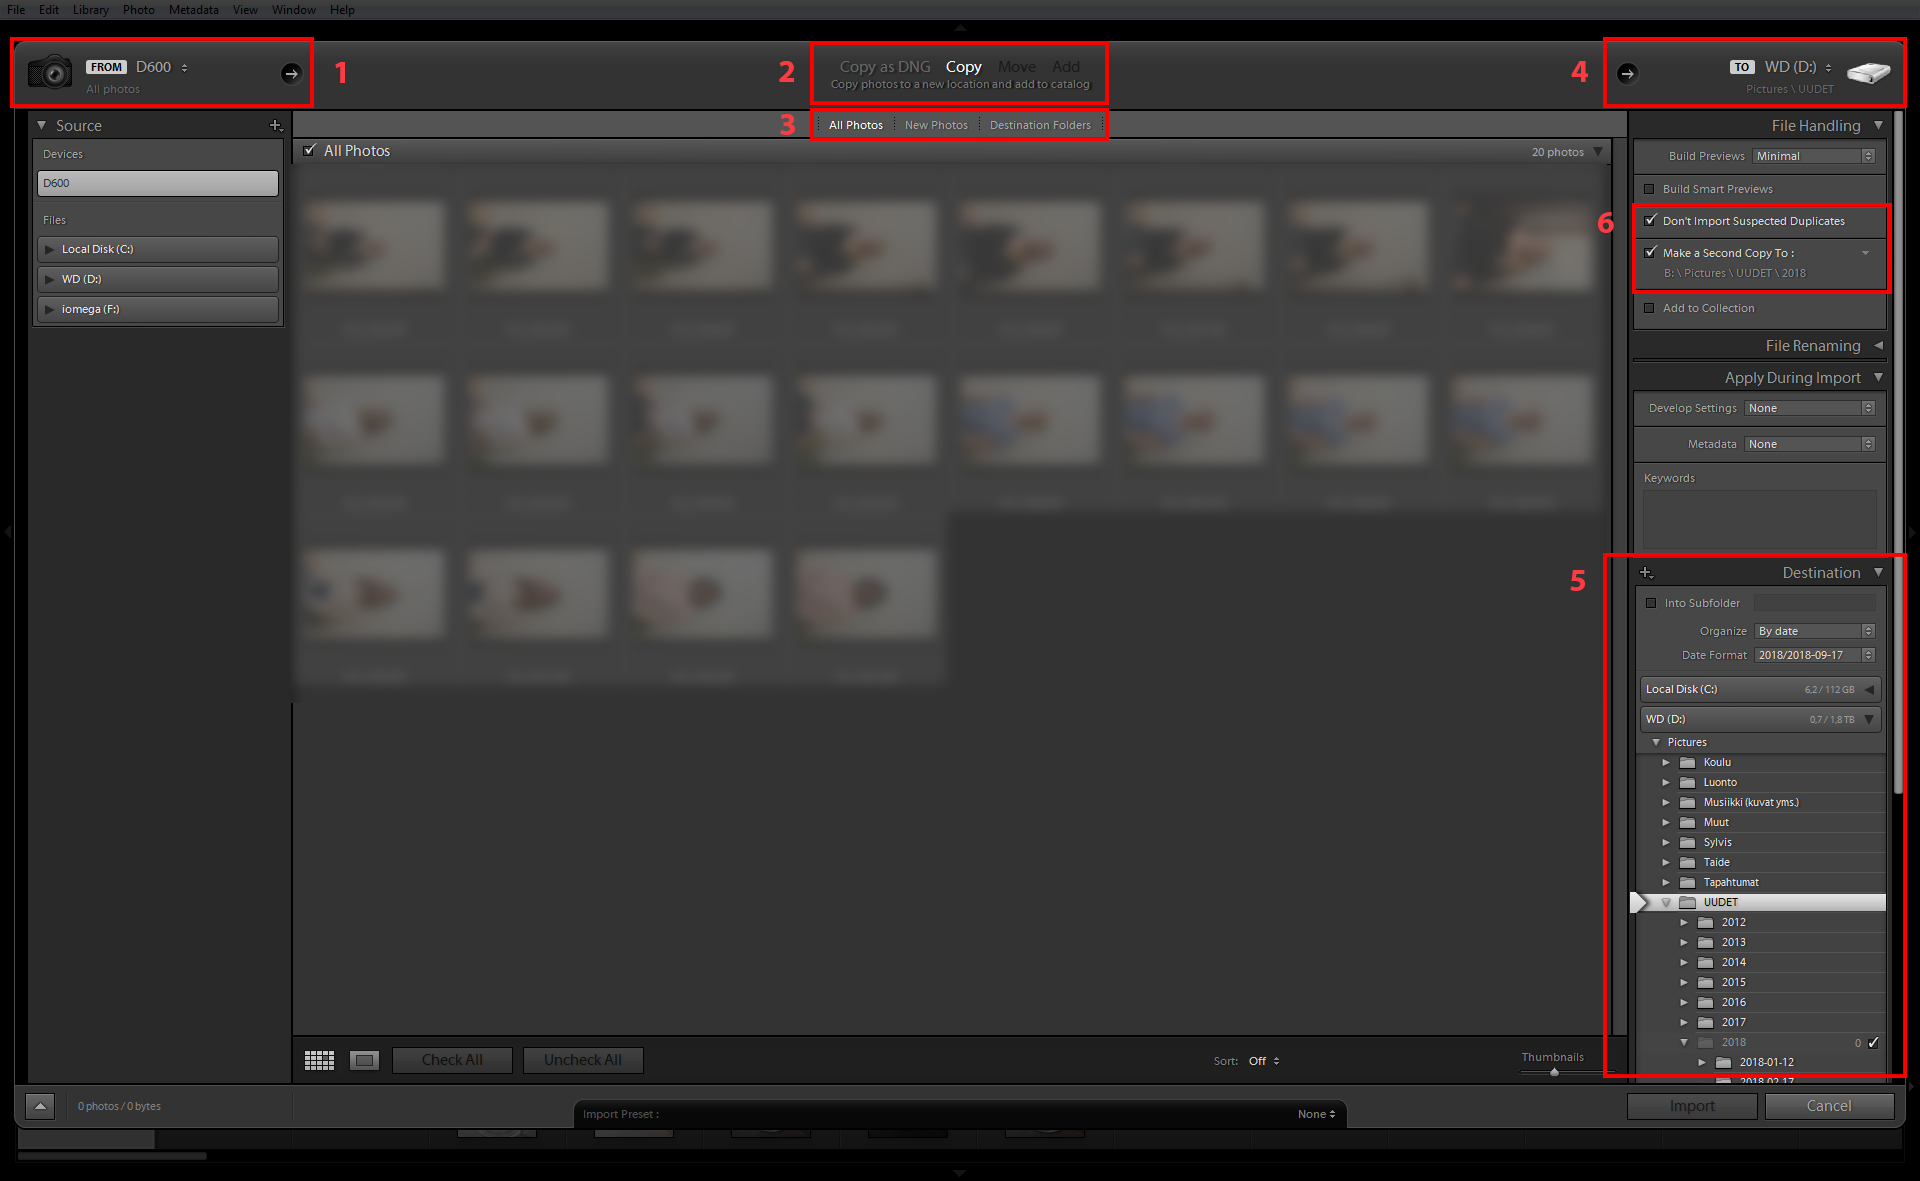 File Edit Library Photo Metadata View Window Help
FROM D600
All photos
1
2
Copy as DNG Copy Move Add
Copy photos to a new location and add to catalog
4
TO WD (D:)
Pictures \ UUDET
Source
3
All Photos New Photos Destination Folders
Devices
D600
Files
Local Disk (C:)
WD (D:)
iomega (F:)
All Photos
20 photos
File Handling
Build Previews Minimal
Build Smart Previews
6
Don't Import Suspected Duplicates
Make a Second Copy To :
B: \ Pictures \ UUDET \ 2018
Add to Collection
File Renaming
Apply During Import
Develop Settings None
Metadata None
Keywords
5
Destination
Into Subfolder
Organize By date
Date Format 2018/2018-09-17
Local Disk (C:) 6,2 / 112 GB
WD (D:) 0,7 / 1,8 TB
Pictures
Koulu
Luonto
Musiikki (kuvat yms.)
Muut
Sylvis
Taide
Tapahtumat
UUDET
2012
2013
2014
2015
2016
2017
2018 0
2018-01-12
2018-02-17
Check All Uncheck All
Sort: Off
Thumbnails
0 photos / 0 bytes
Import Preset : None
Import Cancel